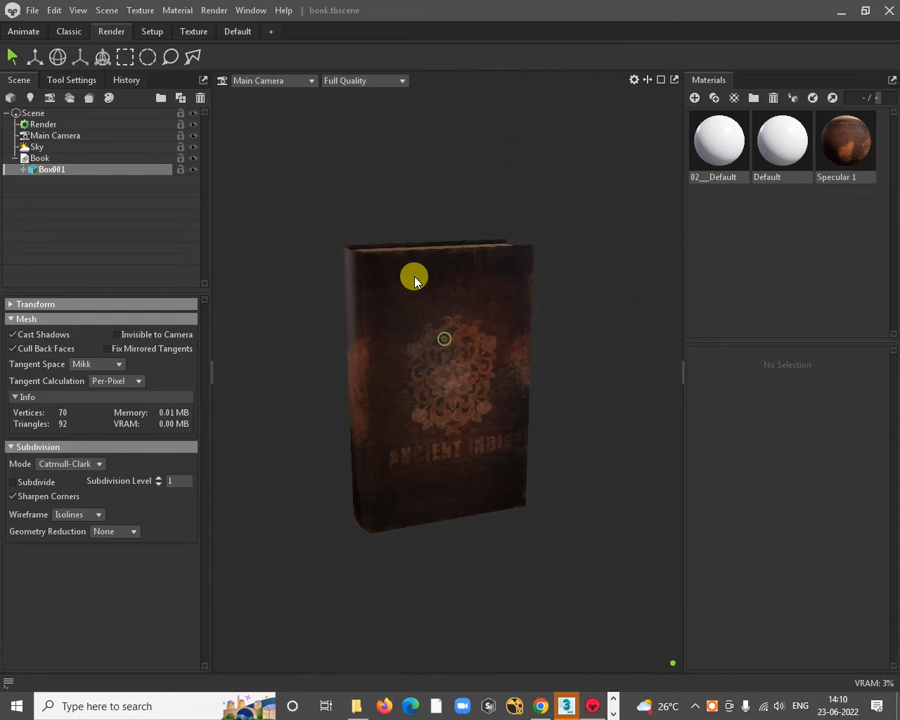 File Edit View Scene Texture Material Render Window Help book.tbscene
Animate Classic Render Setup Texture Default +
Scene Tool Settings History
Main Camera Full Quality
Materials
- /
Scene
Render
Main Camera
Sky
Book
Box001
02__Default Default Specular 1
Transform
Mesh
Cast Shadows Invisible to Camera
Cull Back Faces Fix Mirrored Tangents
Tangent Space Mikk
Tangent Calculation Per-Pixel
Info
Vertices: 70 Memory: 0.01 MB
Triangles: 92 VRAM: 0.00 MB
Subdivision
Mode Catmull-Clark
Subdivide Subdivision Level 1
Sharpen Corners
Wireframe Isolines
Geometry Reduction None
No Selection
ANCIENT INDIE
VRAM: 3%
Type here to search
26°C
ENG
14:10
23-06-2022